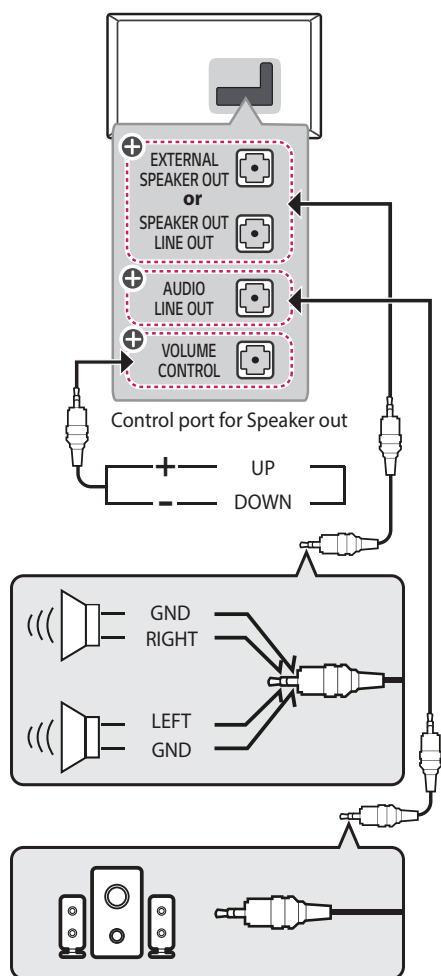 EXTERNAL
SPEAKER OUT
or
SPEAKER OUT
LINE OUT
AUDIO
LINE OUT
VOLUME
CONTROL
Control port for Speaker out
+ UP
- DOWN
GND
RIGHT
LEFT
GND